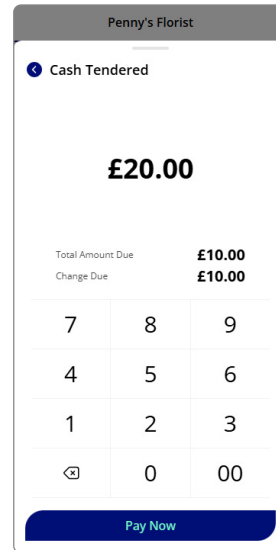 Penny's Florist
Cash Tendered
£20.00
Total Amount Due £10.00
Change Due £10.00
7 8 9
4 5 6
1 2 3
0 00
Pay Now